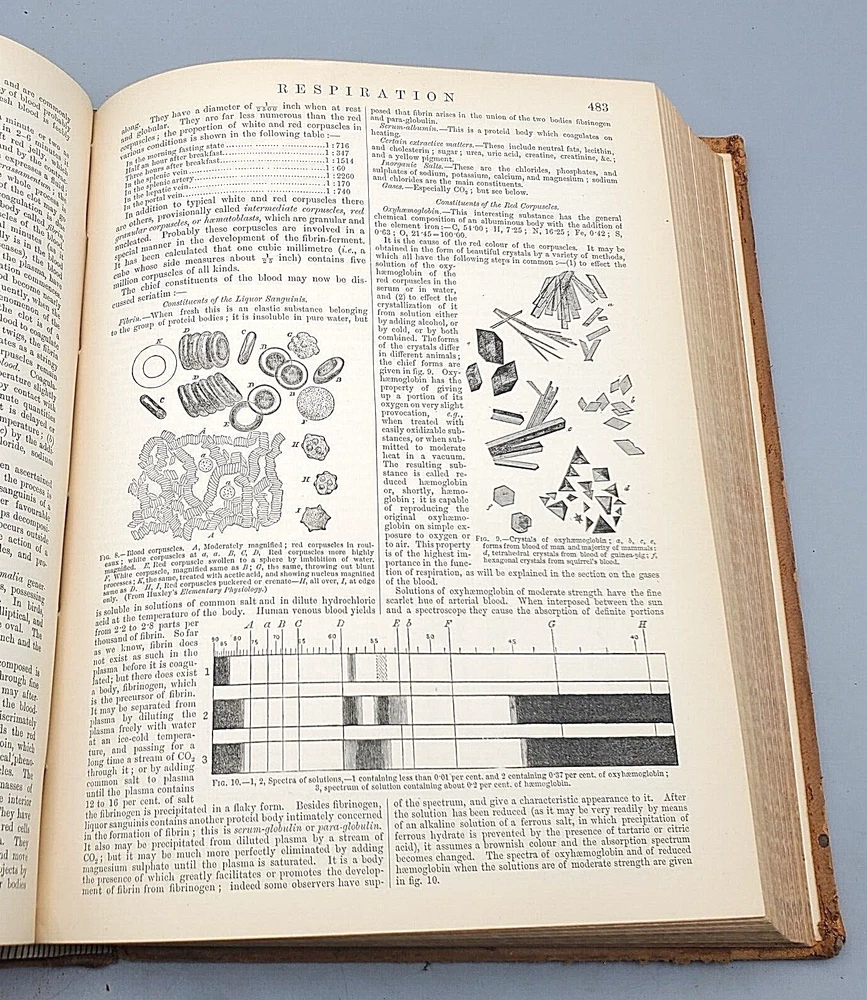 RESPIRATION
483
along. They have a diameter of 1/2500 inch when at rest
and globular. They are far less numerous than the red
corpuscles; the proportion of white and red corpuscles in
various conditions is shown in the following table :—
In the morning fasting state 1 : 716
Half an hour after breakfast 1 : 347
Three hours after breakfast 1 : 1514
In the splenic vein 1 : 60
In the splenic artery 1 : 2260
In the hepatic vein 1 : 170
In the portal vein 1 : 740
In addition to typical white and red corpuscles there
are others, provisionally called intermediate corpuscles, red
granular corpuscles, or hæmatoblasts, which are granular and
nucleated. Probably these corpuscles are involved in a
special manner in the development of the fibrin-ferment.
It has been calculated that one cubic millimetre (i.e., a
cube whose side measures about 1/25 inch) contains five
million corpuscles of all kinds.
The chief constituents of the blood may now be dis-
cussed seriatim :—
Constituents of the Liquor Sanguinis.
Fibrin.—When fresh this is an elastic substance belonging
to the group of proteid bodies; it is insoluble in pure water, but
FIG. 8.—Blood corpuscles. A, Moderately magnified; red corpuscles in roul-
eaux; white corpuscles at a, a. B, C, D, Red corpuscles more highly
magnified. E, Red corpuscle swollen to a sphere by imbibition of water.
F, White corpuscle, magnified same as B; G, the same, throwing out blunt
processes; K, the same, treated with acetic acid, and showing nucleus magnified
same as D. H, I, Red corpuscles puckered or crenate—H, all over, I, at edge
only. (From Huxley's Elementary Physiology.)
is soluble in solutions of common salt and in dilute hydrochloric
acid at the temperature of the body. Human venous blood yields
from 2·2 to 2·8 parts per
thousand of fibrin. So far
as we know, fibrin does
not exist as such in the
plasma before it is coagu-
lated; but there does exist
a body, fibrinogen, which
is the precursor of fibrin.
It may be separated from
plasma by diluting the
plasma freely with water
at an ice-cold tempera-
ture, and passing for a
long time a stream of CO2
through it; or by adding
common salt to plasma
until the plasma contains
12 to 16 per cent. of salt
the fibrinogen is precipitated in a flaky form. Besides fibrinogen,
liquor sanguinis contains another proteid body intimately concerned
in the formation of fibrin; this is serum-globulin or para-globulin.
It also may be precipitated from diluted plasma by a stream of
CO2; but it may be much more perfectly eliminated by adding
magnesium sulphate until the plasma is saturated. It is a body
the presence of which greatly facilitates or promotes the develop-
ment of fibrin from fibrinogen; indeed some observers have sup-
posed that fibrin arises in the union of the two bodies fibrinogen
and para-globulin.
Serum-albumin.—This is a proteid body which coagulates on
heating.
Certain extractive matters.—These include neutral fats, lecithin,
and cholesterin; sugar; urea, uric acid, creatine, creatinine, &c.;
and a yellow pigment.
Inorganic Salts.—These are the chlorides, phosphates, and
sulphates of sodium, potassium, calcium, and magnesium; sodium
and chlorides are the main constituents.
Gases.—Especially CO2; but see below.
Constituents of the Red Corpuscles.
Oxyhæmoglobin.—This interesting substance has the general
chemical composition of an albuminous body with the addition of
the element iron:—C, 54·00; H, 7·25; N, 16·25; Fe, 0·42; S,
0·63; O, 21·45=100·00.
It is the cause of the red colour of the corpuscles. It may be
obtained in form of beautiful crystals by a variety of methods,
which all have the following steps in common:—(1) to effect the
solution of the oxy-
hæmoglobin of the
red corpuscles in the
serum or in water,
and (2) to effect the
crystallization of it
from solution either
by adding alcohol, or
by cold, or by both
combined. The forms
of the crystals differ
in different animals;
the chief forms are
given in fig. 9. Oxy-
hæmoglobin has the
property of giving
up a portion of its
oxygen on very slight
provocation, e.g.,
when treated with
easily oxidizable sub-
stances, or when sub-
mitted to moderate
heat in a vacuum.
The resulting sub-
stance is called re-
duced hæmoglobin
or, shortly, hæmo-
globin; it is capable
of reproducing the
original oxyhæmo-
globin on simple ex-
posure to oxygen or
to air. This property
is of the highest im-
portance in the func-
tion of respiration, as will be explained in the section on the gases
of the blood.
FIG. 9.—Crystals of oxyhæmoglobin; a, b, c, e,
forms from blood of man and majority of mammals;
d, tetrahedral crystals from blood of guinea-pig; f,
hexagonal crystals from squirrel's blood.
Solutions of oxyhæmoglobin of moderate strength have the fine
scarlet hue of arterial blood. When interposed between the sun
and a spectroscope they cause the absorption of definite portions
A a B C D E b F G H
1
2
3
FIG. 10.—1, 2, Spectra of solutions,—1 containing less than 0·01 per cent. and 2 containing 0·37 per cent. of oxyhæmoglobin;
3, spectrum of solution containing about 0·2 per cent. of hæmoglobin.
of the spectrum, and give a characteristic appearance to it. After
the solution has been reduced (as it may be very readily by means
of an alkaline solution of a ferrous salt, in which precipitation of
ferrous hydrate is prevented by the presence of tartaric or citric
acid), it assumes a brownish colour and the absorption spectrum
becomes changed. The spectra of oxyhæmoglobin and of reduced
hæmoglobin when the solutions are of moderate strength are given
in fig. 10.